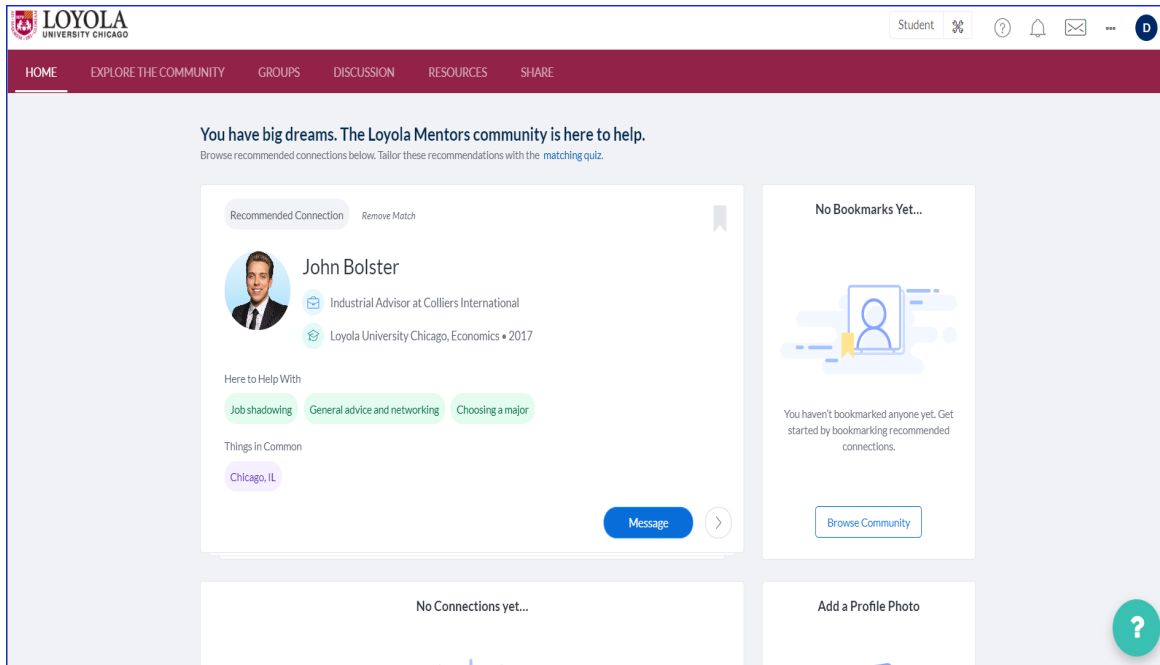 LOYOLA
UNIVERSITY CHICAGO
Student
?
D
HOME EXPLORE THE COMMUNITY GROUPS DISCUSSION RESOURCES SHARE
You have big dreams. The Loyola Mentors community is here to help.
Browse recommended connections below. Tailor these recommendations with the matching quiz.
Recommended Connection Remove Match
John Bolster
Industrial Advisor at Colliers International
Loyola University Chicago, Economics • 2017
Here to Help With
Job shadowing General advice and networking Choosing a major
Things in Common
Chicago, IL
Message
No Bookmarks Yet...
You haven't bookmarked anyone yet. Get
started by bookmarking recommended
connections.
Browse Community
No Connections yet...
Add a Profile Photo
?